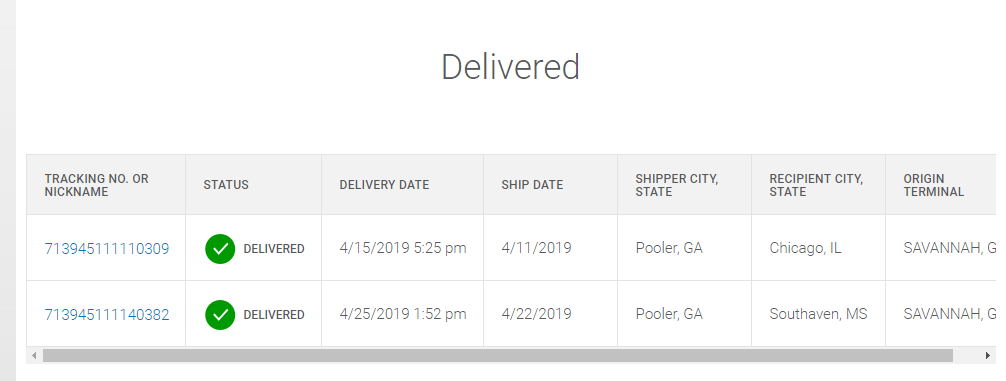 Delivered
TRACKING NO. OR
NICKNAME
STATUS
DELIVERY DATE
SHIP DATE
SHIPPER CITY,
STATE
RECIPIENT CITY,
STATE
ORIGIN
TERMINAL
713945111110309 DELIVERED 4/15/2019 5:25 pm 4/11/2019 Pooler, GA Chicago, IL SAVANNAH, G
713945111140382 DELIVERED 4/25/2019 1:52 pm 4/22/2019 Pooler, GA Southaven, MS SAVANNAH, G